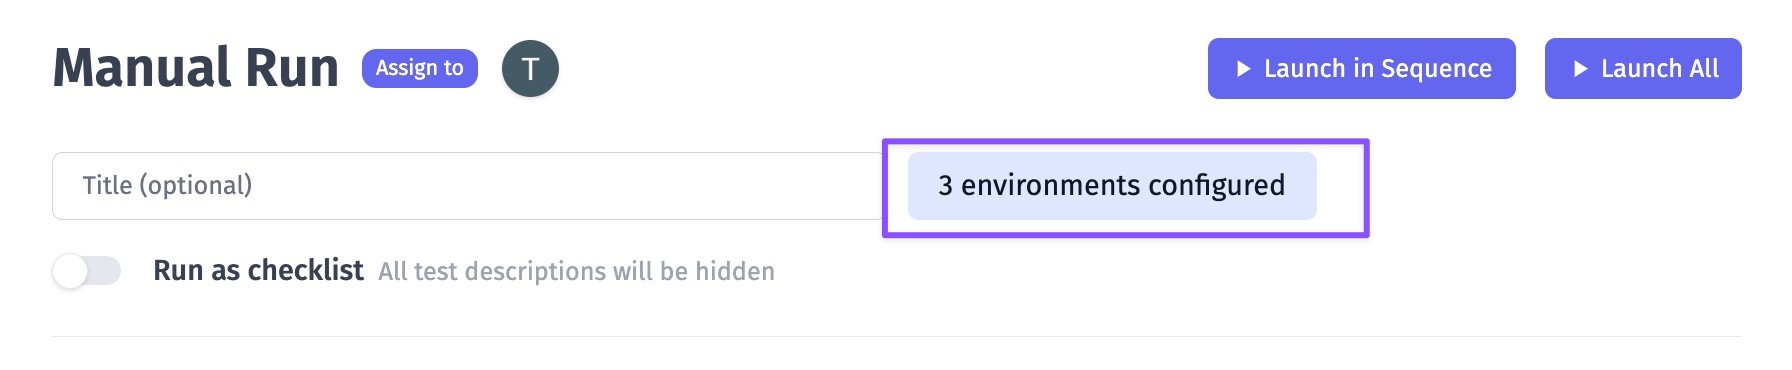 Manual Run Assign to T Launch in Sequence Launch All
Title (optional) 3 environments configured
Run as checklist All test descriptions will be hidden